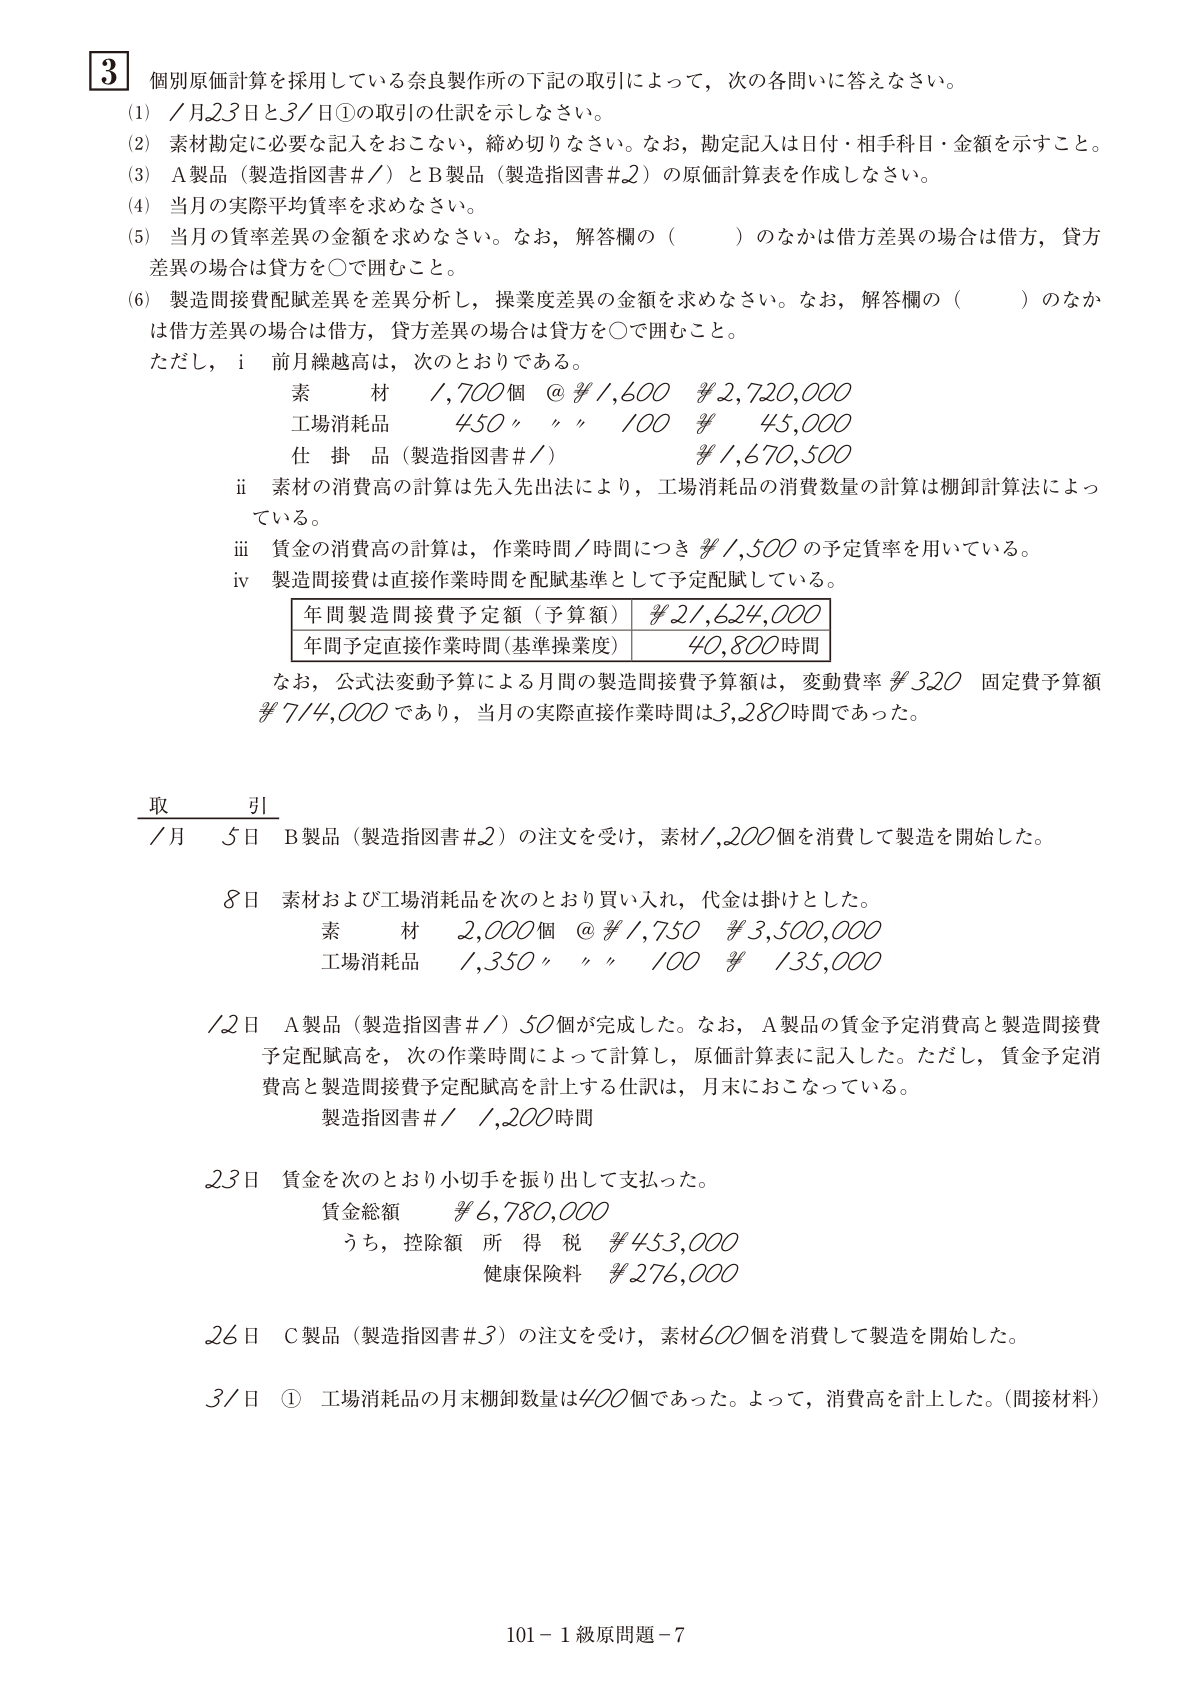 3 個別原価計算を採用している奈良製作所の下記の取引によって，次の各問いに答えなさい。
⑴ 1月23日と31日①の取引の仕訳を示しなさい。
⑵ 素材勘定に必要な記入をおこない，締め切りなさい。なお，勘定記入は日付・相手科目・金額を示すこと。
⑶ Ａ製品（製造指図書＃1）とＢ製品（製造指図書＃2）の原価計算表を作成しなさい。
⑷ 当月の実際平均賃率を求めなさい。
⑸ 当月の賃率差異の金額を求めなさい。なお，解答欄の（　　　）のなかは借方差異の場合は借方，貸方
差異の場合は貸方を○で囲むこと。
⑹ 製造間接費配賦差異を差異分析し，操業度差異の金額を求めなさい。なお，解答欄の（　　　）のなか
は借方差異の場合は借方，貸方差異の場合は貸方を○で囲むこと。
ただし，ⅰ 前月繰越高は，次のとおりである。
素　　　材　1,700個　＠¥1,600　¥2,720,000
工場消耗品　450〃　〃〃　100　¥　45,000
仕　掛　品（製造指図書＃1）　¥1,670,500
ⅱ 素材の消費高の計算は先入先出法により，工場消耗品の消費数量の計算は棚卸計算法によっ
ている。
ⅲ 賃金の消費高の計算は，作業時間1時間につき¥1,500の予定賃率を用いている。
ⅳ 製造間接費は直接作業時間を配賦基準として予定配賦している。
年間製造間接費予定額（予算額）　¥21,624,000
年間予定直接作業時間（基準操業度）　40,800時間
なお，公式法変動予算による月間の製造間接費予算額は，変動費率¥320　固定費予算額
¥714,000であり，当月の実際直接作業時間は3,280時間であった。
取　　　引
1月　5日　Ｂ製品（製造指図書＃2）の注文を受け，素材1,200個を消費して製造を開始した。
8日　素材および工場消耗品を次のとおり買い入れ，代金は掛けとした。
素　　　材　2,000個　＠¥1,750　¥3,500,000
工場消耗品　1,350〃　〃〃　100　¥　135,000
12日　Ａ製品（製造指図書＃1）50個が完成した。なお，Ａ製品の賃金予定消費高と製造間接費
予定配賦高を，次の作業時間によって計算し，原価計算表に記入した。ただし，賃金予定消
費高と製造間接費予定配賦高を計上する仕訳は，月末におこなっている。
製造指図書＃1　1,200時間
23日　賃金を次のとおり小切手を振り出して支払った。
賃金総額　¥6,780,000
うち，控除額　所　得　税　¥453,000
健康保険料　¥276,000
26日　Ｃ製品（製造指図書＃3）の注文を受け，素材600個を消費して製造を開始した。
31日　①　工場消耗品の月末棚卸数量は400個であった。よって，消費高を計上した。（間接材料）
101－１級原問題－7